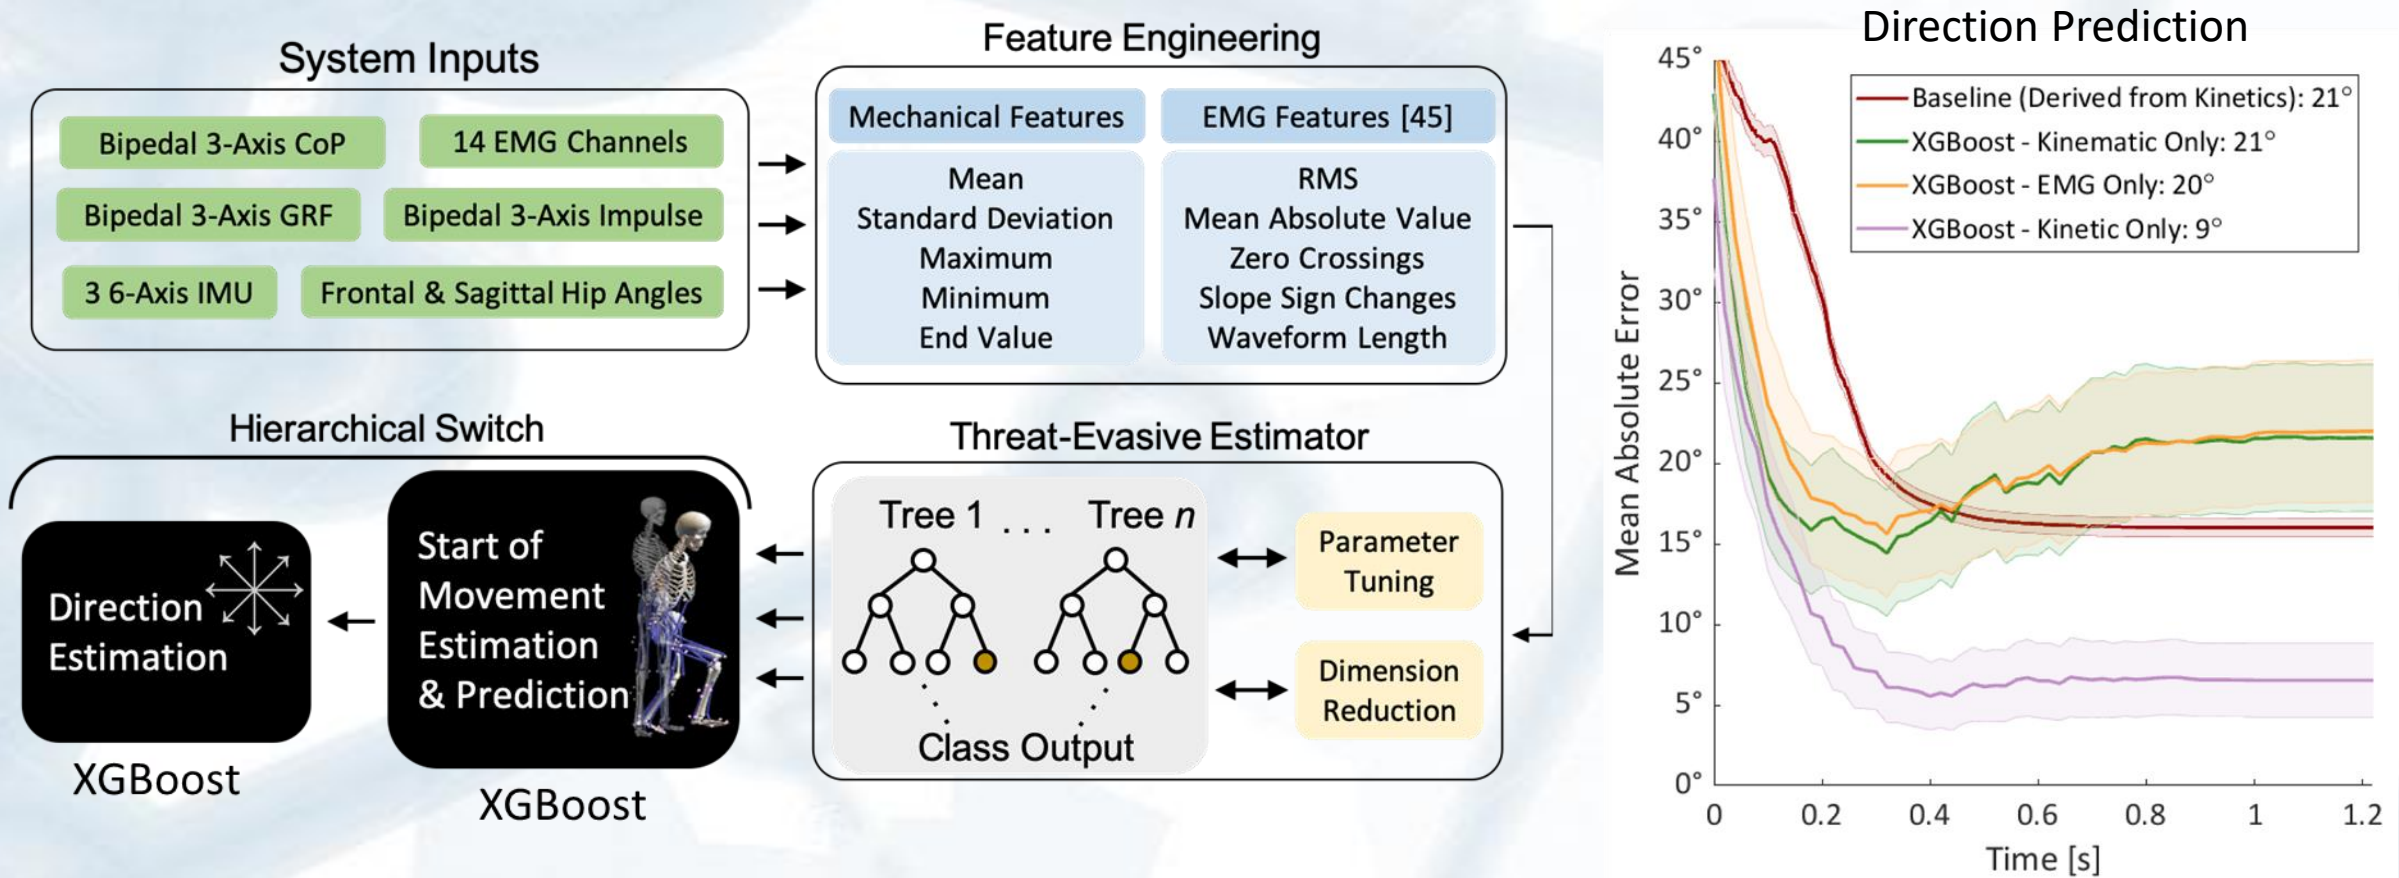 System Inputs
Bipedal 3-Axis CoP
14 EMG Channels
Bipedal 3-Axis GRF
Bipedal 3-Axis Impulse
3 6-Axis IMU
Frontal & Sagittal Hip Angles
Feature Engineering
Mechanical Features
Mean
Standard Deviation
Maximum
Minimum
End Value
EMG Features [45]
RMS
Mean Absolute Value
Zero Crossings
Slope Sign Changes
Waveform Length
Hierarchical Switch
Direction
Estimation
XGBoost
Start of
Movement
Estimation
& Prediction
XGBoost
Threat-Evasive Estimator
Tree 1 . . . Tree n
Class Output
Parameter
Tuning
Dimension
Reduction
Direction Prediction
Baseline (Derived from Kinetics): 21°
XGBoost - Kinematic Only: 21°
XGBoost - EMG Only: 20°
XGBoost - Kinetic Only: 9°
Mean Absolute Error
45°
40°
35°
30°
25°
20°
15°
10°
5°
0°
0 0.2 0.4 0.6 0.8 1 1.2
Time [s]